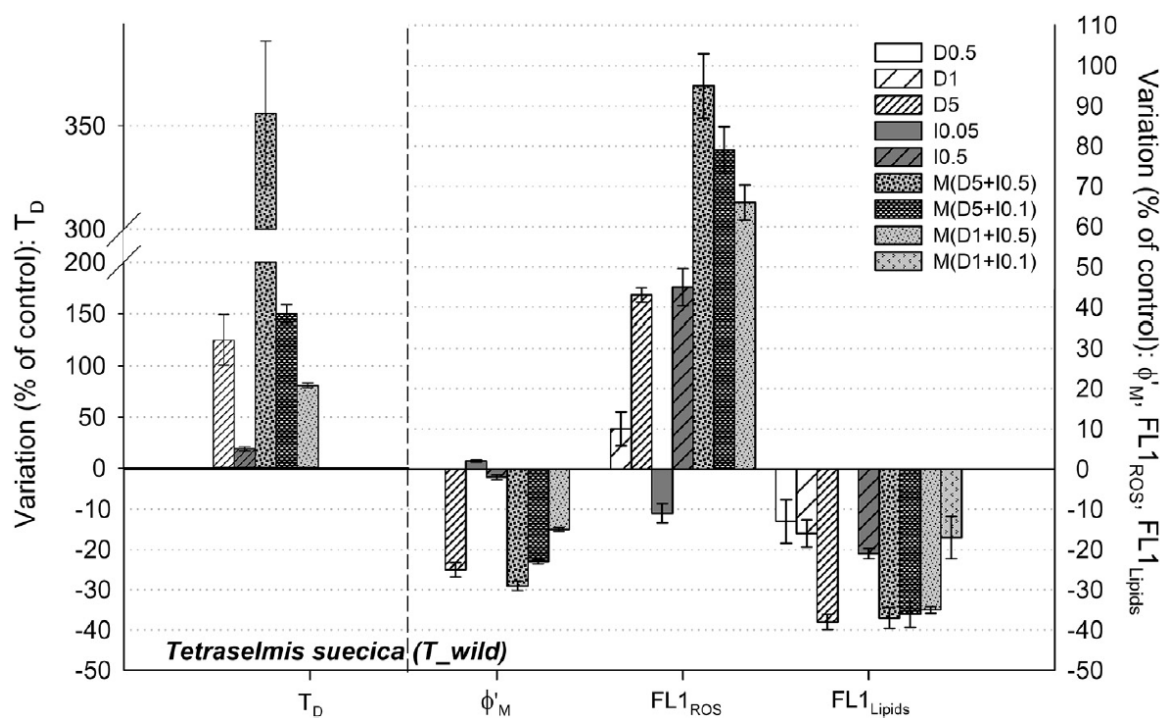 Variation (% of control): T_D
350
300
200
150
100
50
0
-10
-20
-30
-40
-50
110
100
90
80
70
60
50
40
30
20
10
0
-10
-20
-30
-40
-50
Variation (% of control): ϕ'_M, FL1_ROS, FL1_Lipids
D0.5
D1
D5
I0.05
I0.5
M(D5+I0.5)
M(D5+I0.1)
M(D1+I0.5)
M(D1+I0.1)
Tetraselmis suecica (T_wild)
T_D ϕ'_M FL1_ROS FL1_Lipids